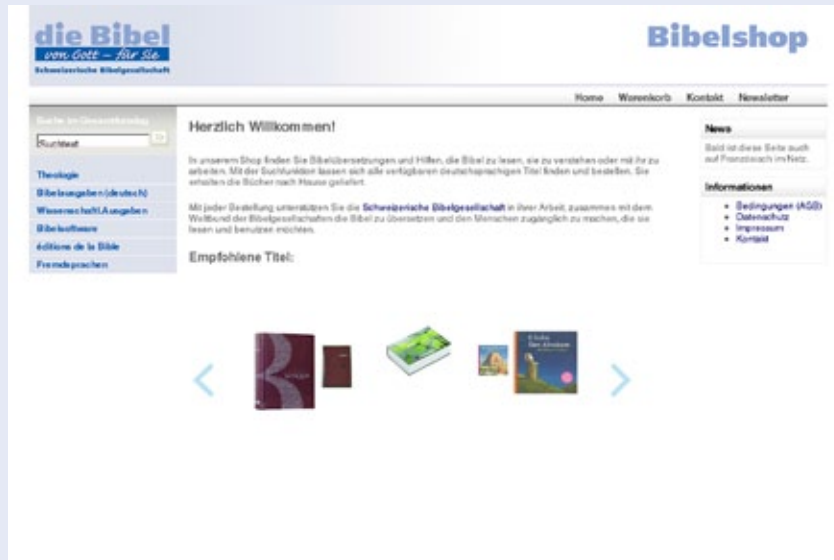 die Bibel
von Gott – für Sie
Schweizerische Bibelgesellschaft
Bibelshop
Home Warenkorb Kontakt Newsletter
Suche im Gesamtkatalog
Suchtext
Theologie
Bibelausgaben (deutsch)
Wissenschaftl. Ausgaben
Bibelsoftware
éditions de la Bible
Fremdsprachen
Herzlich Willkommen!
In unserem Shop finden Sie Bibelübersetzungen und Hilfen, die Bibel zu lesen, sie zu verstehen oder mit ihr zu
arbeiten. Mit der Suchfunktion lassen sich alle verfügbaren deutschsprachigen Titel finden und bestellen. Sie
erhalten die Bücher nach Hause geliefert.
Mit jeder Bestellung unterstützen Sie die Schweizerische Bibelgesellschaft in ihrer Arbeit, zusammen mit dem
Weltbund der Bibelgesellschaften die Bibel zu übersetzen und den Menschen zugänglich zu machen, die sie
lesen und benutzen möchten.
Empfohlene Titel:
News
Bald ist diese Seite auch
auf Französisch im Netz.
Informationen
Bedingungen (AGB)
Datenschutz
Impressum
Kontakt